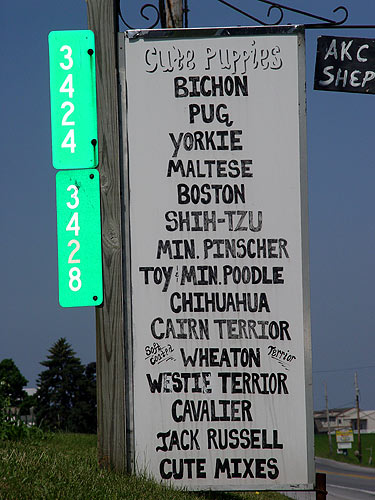 3424
3428
Cute Puppies
BICHON
PUG
YORKIE
MALTESE
BOSTON
SHIH-TZU
MIN. PINSCHER
TOY & MIN. POODLE
CHIHUAHUA
CAIRN TERRIOR
Soft Coated WHEATON Terrior
WESTIE TERRIOR
CAVALIER
JACK RUSSELL
CUTE MIXES
AKC
SHEP